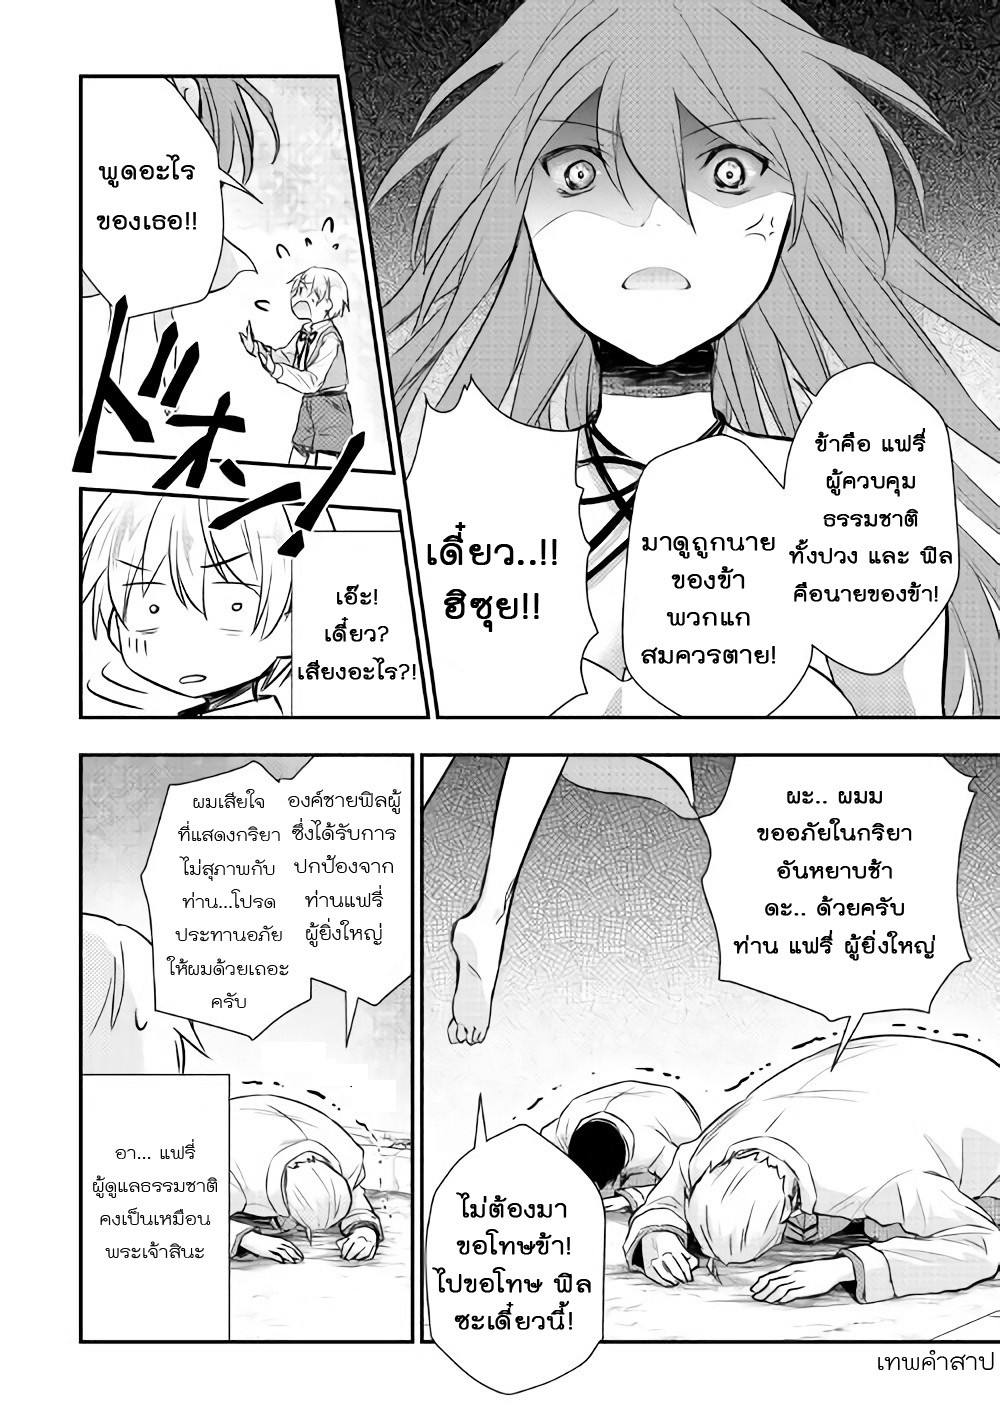 ข้าคือ แฟรี่
ผู้ควบคุม
ธรรมชาติ
ทั้งปวง และ ฟิล
คือนายของข้า!
มาดูถูกนาย
ของข้า
พวกแก
สมควรตาย!
เดี๋ยว..!!
ฮิซุย!!
พูดอะไร
ของเธอ!!
ドオン!
เอ๊ะ!
เดี๋ยว?
เสียงอะไร?!
ผะ.. ผมม
ขออภัยในกริยา
อันหยาบช้า
ดะ.. ด้วยครับ
ท่าน แฟรี่ ผู้ยิ่งใหญ่
ไม่ต้องมา
ขอโทษข้า!
ไปขอโทษ ฟิล
ซะเดี๋ยวนี้!
องค์ชายฟิลผู้
ซึ่งได้รับการ
ปกป้องจาก
ท่านแฟรี่
ผู้ยิ่งใหญ่
ผมเสียใจ
ที่แสดงกริยา
ไม่สุภาพกับ
ท่าน...โปรด
ประทานอภัย
ให้ผมด้วยเถอะ
ครับ
อา... แฟรี่
ผู้ดูแลธรรมชาติ
คงเป็นเหมือน
พระเจ้าสินะ
เทพคำสาป